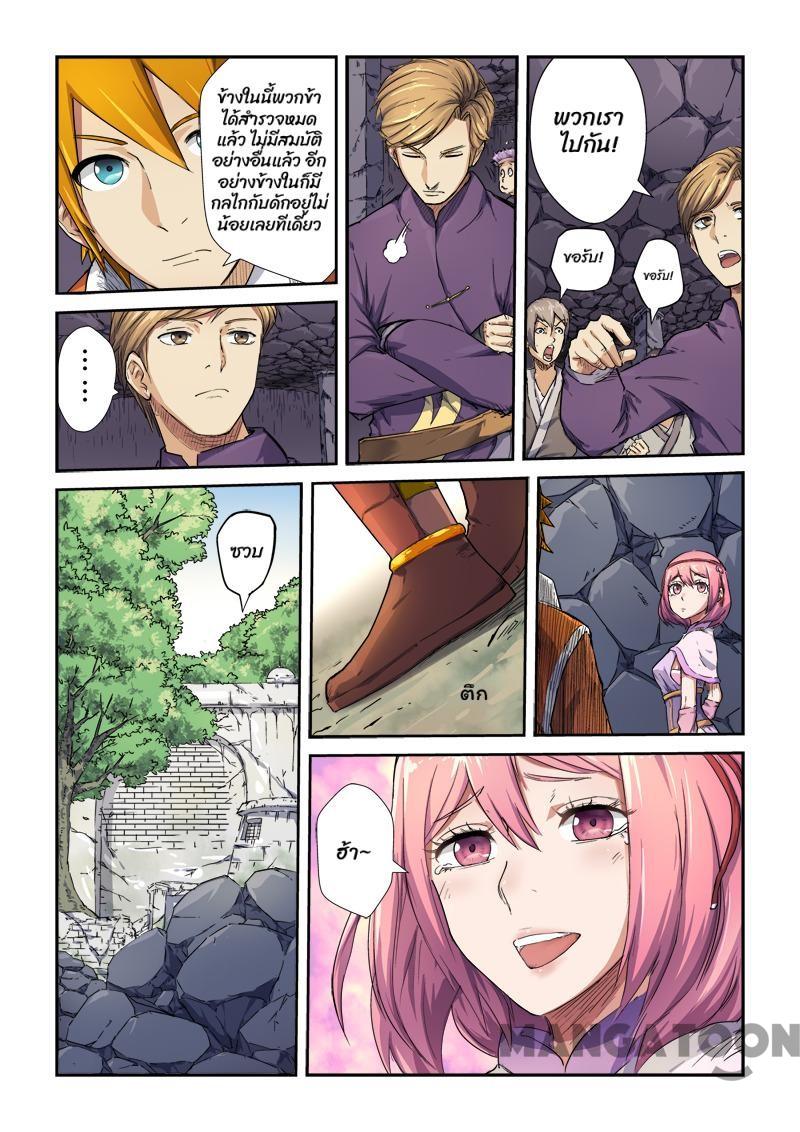 ข้างในนี้พวกข้า
ได้สำรวจหมด
แล้ว ไม่มีสมบัติ
อย่างอื่นแล้ว อีก
อย่างข้างในก็มี
กลไกกับดักอยู่ไม่
น้อยเลยทีเดียว
.....
พวกเรา
ไปกัน!
ขอรับ!
ขอรับ!
ซวบ
ตึก
ฮ้า~
MANGATOON